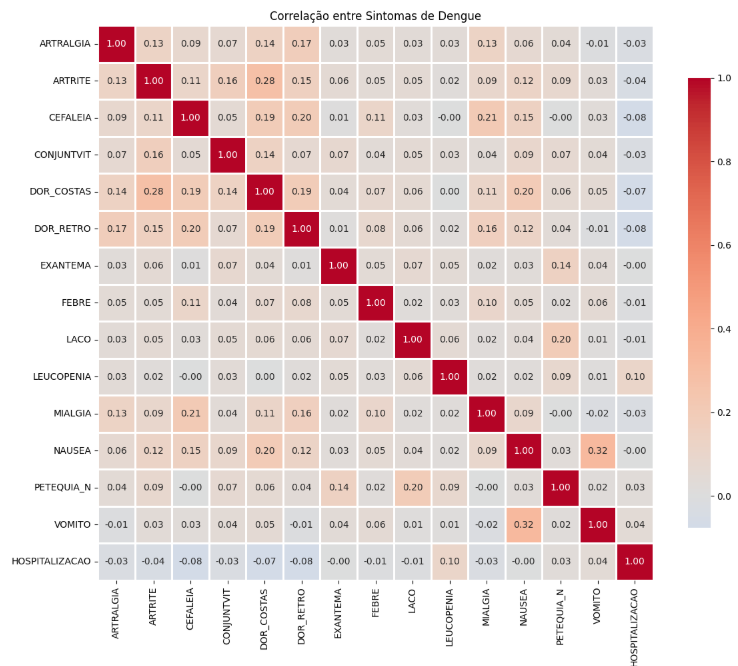 Correlação entre Sintomas de Dengue
ARTRALGIA 1.00 0.13 0.09 0.07 0.14 0.17 0.03 0.05 0.03 0.03 0.13 0.06 0.04 -0.01 -0.03
ARTRITE 0.13 1.00 0.11 0.16 0.28 0.15 0.06 0.05 0.05 0.02 0.09 0.12 0.09 0.03 -0.04
CEFALEIA 0.09 0.11 1.00 0.05 0.19 0.20 0.01 0.11 0.03 -0.00 0.21 0.15 -0.00 0.03 -0.08
CONJUNTVIT 0.07 0.16 0.05 1.00 0.14 0.07 0.07 0.04 0.05 0.03 0.04 0.09 0.07 0.04 -0.03
DOR_COSTAS 0.14 0.28 0.19 0.14 1.00 0.19 0.04 0.07 0.06 0.00 0.11 0.20 0.06 0.05 -0.07
DOR_RETRO 0.17 0.15 0.20 0.07 0.19 1.00 0.01 0.08 0.06 0.02 0.16 0.12 0.04 -0.01 -0.08
EXANTEMA 0.03 0.06 0.01 0.07 0.04 0.01 1.00 0.05 0.07 0.05 0.02 0.03 0.14 0.04 -0.00
FEBRE 0.05 0.05 0.11 0.04 0.07 0.08 0.05 1.00 0.02 0.03 0.10 0.05 0.02 0.06 -0.01
LACO 0.03 0.05 0.03 0.05 0.06 0.06 0.07 0.02 1.00 0.06 0.02 0.04 0.20 0.01 -0.01
LEUCOPENIA 0.03 0.02 -0.00 0.03 0.00 0.02 0.05 0.03 0.06 1.00 0.02 0.02 0.09 0.01 0.10
MIALGIA 0.13 0.09 0.21 0.04 0.11 0.16 0.02 0.10 0.02 0.02 1.00 0.09 -0.00 -0.02 -0.03
NAUSEA 0.06 0.12 0.15 0.09 0.20 0.12 0.03 0.05 0.04 0.02 0.09 1.00 0.03 0.32 -0.00
PETEQUIA_N 0.04 0.09 -0.00 0.07 0.06 0.04 0.14 0.02 0.20 0.09 -0.00 0.03 1.00 0.02 0.03
VOMITO -0.01 0.03 0.03 0.04 0.05 -0.01 0.04 0.06 0.01 0.01 -0.02 0.32 0.02 1.00 0.04
HOSPITALIZACAO -0.03 -0.04 -0.08 -0.03 -0.07 -0.08 -0.00 -0.01 -0.01 0.10 -0.03 -0.00 0.03 0.04 1.00
ARTRALGIA
ARTRITE
CEFALEIA
CONJUNTVIT
DOR_COSTAS
DOR_RETRO
EXANTEMA
FEBRE
LACO
LEUCOPENIA
MIALGIA
NAUSEA
PETEQUIA_N
VOMITO
HOSPITALIZACAO
1.0
0.8
0.6
0.4
0.2
0.0